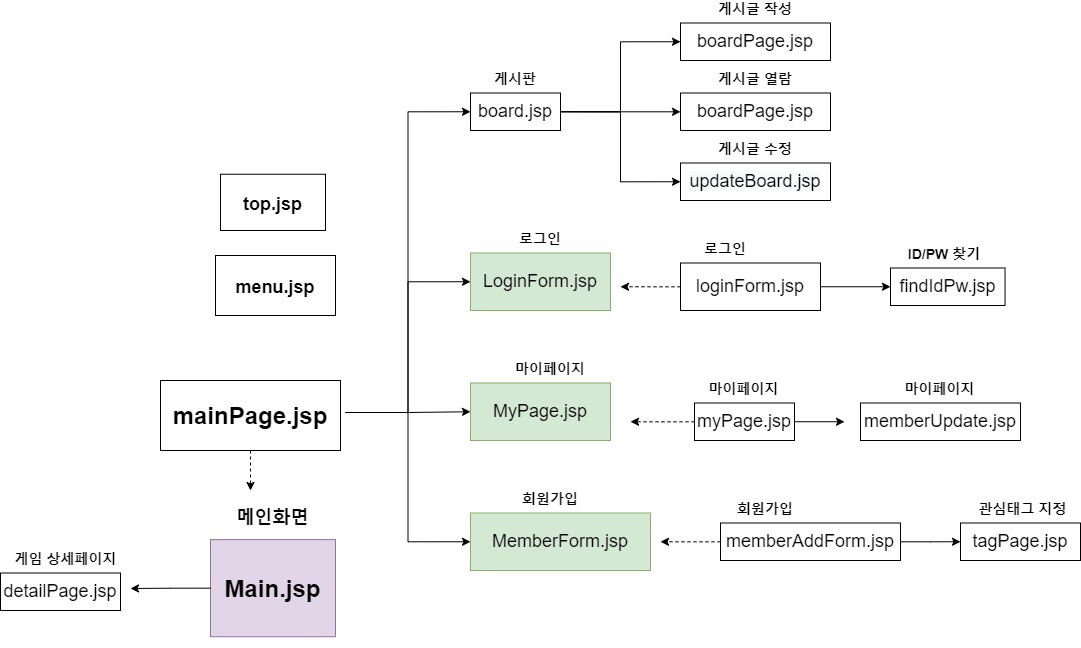 게시글 작성
boardPage.jsp
게시판
board.jsp
게시글 열람
boardPage.jsp
게시글 수정
updateBoard.jsp
top.jsp
menu.jsp
로그인
LoginForm.jsp
로그인
loginForm.jsp
ID/PW 찾기
findIdPw.jsp
mainPage.jsp
마이페이지
MyPage.jsp
마이페이지
myPage.jsp
마이페이지
memberUpdate.jsp
회원가입
MemberForm.jsp
회원가입
memberAddForm.jsp
관심태그 지정
tagPage.jsp
메인화면
Main.jsp
게임 상세페이지
detailPage.jsp